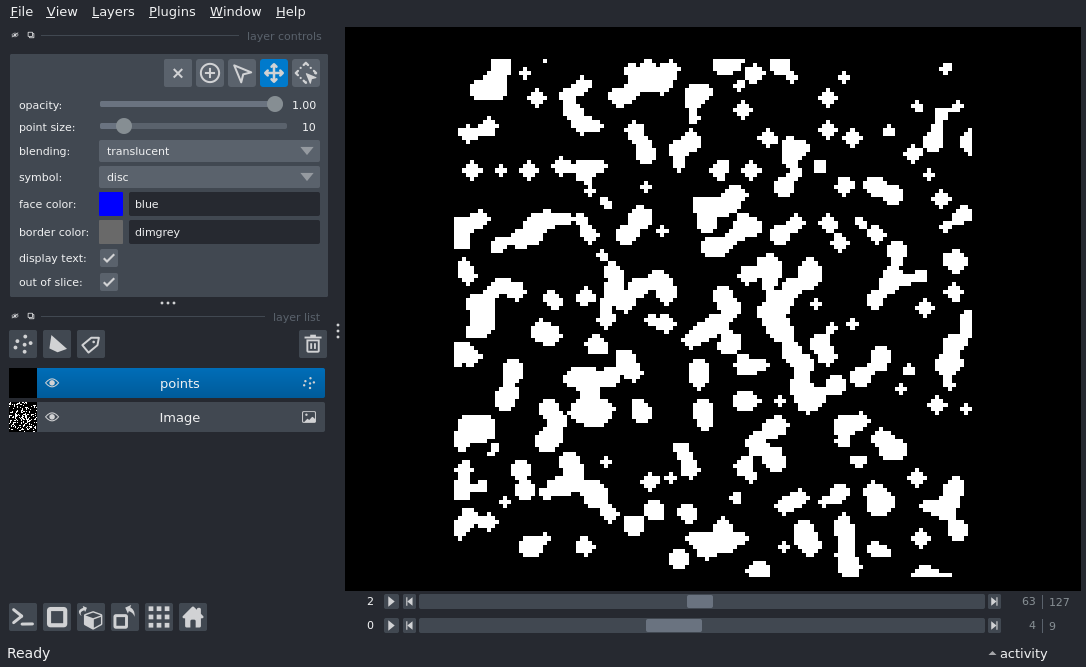 File View Layers Plugins Window Help
layer controls
opacity: 1.00
point size: 10
blending: translucent
symbol: disc
face color: blue
border color: dimgrey
display text:
out of slice:
layer list
points
Image
2 63 127
0 4 9
Ready activity